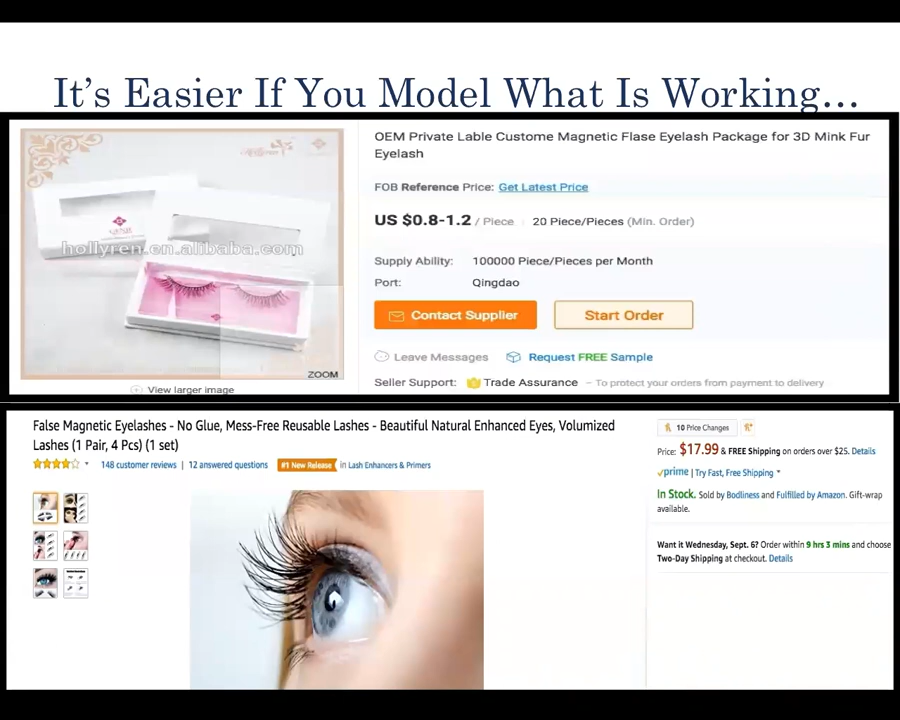 It's Easier If You Model What Is Working...
OEM Private Lable Custome Magnetic Flase Eyelash Package for 3D Mink Fur
Eyelash
FOB Reference Price: Get Latest Price
US $0.8-1.2 / Piece 20 Piece/Pieces (Min. Order)
Supply Ability: 100000 Piece/Pieces per Month
Port: Qingdao
Contact Supplier Start Order
Leave Messages Request FREE Sample
Seller Support: Trade Assurance – To protect your orders from payment to delivery
hollyren.en.alibaba.com
ZOOM
View larger image
False Magnetic Eyelashes - No Glue, Mess-Free Reusable Lashes - Beautiful Natural Enhanced Eyes, Volumized
Lashes (1 Pair, 4 Pcs) (1 set)
148 customer reviews | 12 answered questions #1 New Release in Lash Enhancers & Primers
10 Price Changes
Price: $17.99 & FREE Shipping on orders over $25. Details
prime | Try Fast, Free Shipping
In Stock. Sold by Bodliness and Fulfilled by Amazon. Gift-wrap
available.
Want it Wednesday, Sept. 6? Order within 9 hrs 3 mins and choose
Two-Day Shipping at checkout. Details